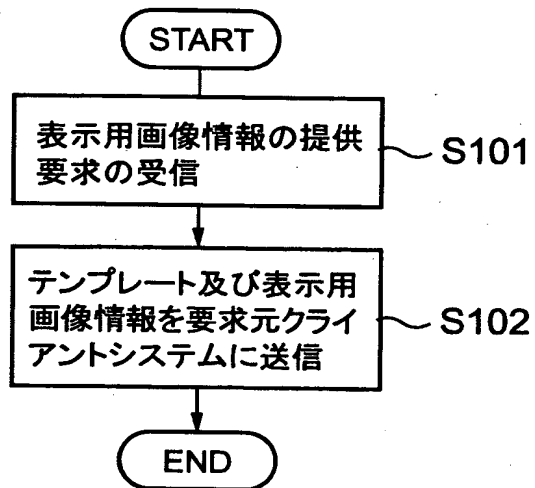 START
表示用画像情報の提供
要求の受信
S101
テンプレート及び表示用
画像情報を要求元クライ
アントシステムに送信
S102
END